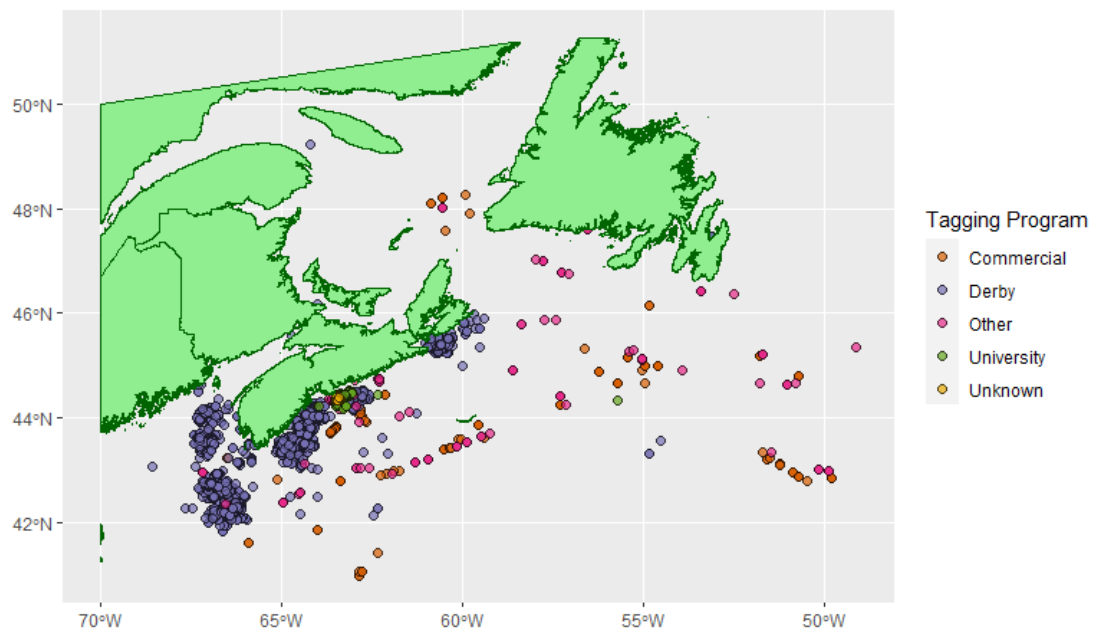 50°N
48°N
46°N
44°N
42°N
70°W 65°W 60°W 55°W 50°W
Tagging Program
Commercial
Derby
Other
University
Unknown